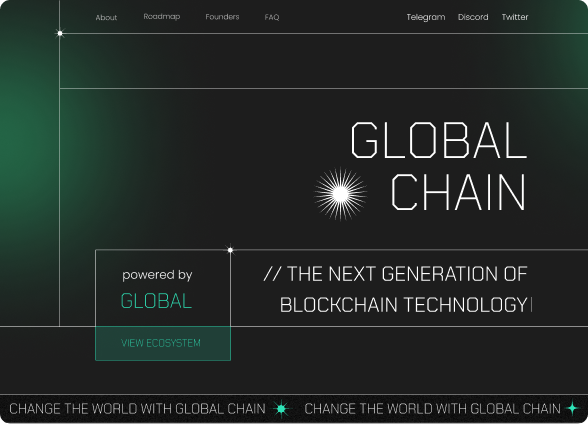 About Roadmap Founders FAQ Telegram Discord Twitter
GLOBAL
CHAIN
powered by
GLOBAL
VIEW ECOSYSTEM
// THE NEXT GENERATION OF
BLOCKCHAIN TECHNOLOGY
CHANGE THE WORLD WITH GLOBAL CHAIN CHANGE THE WORLD WITH GLOBAL CHAIN